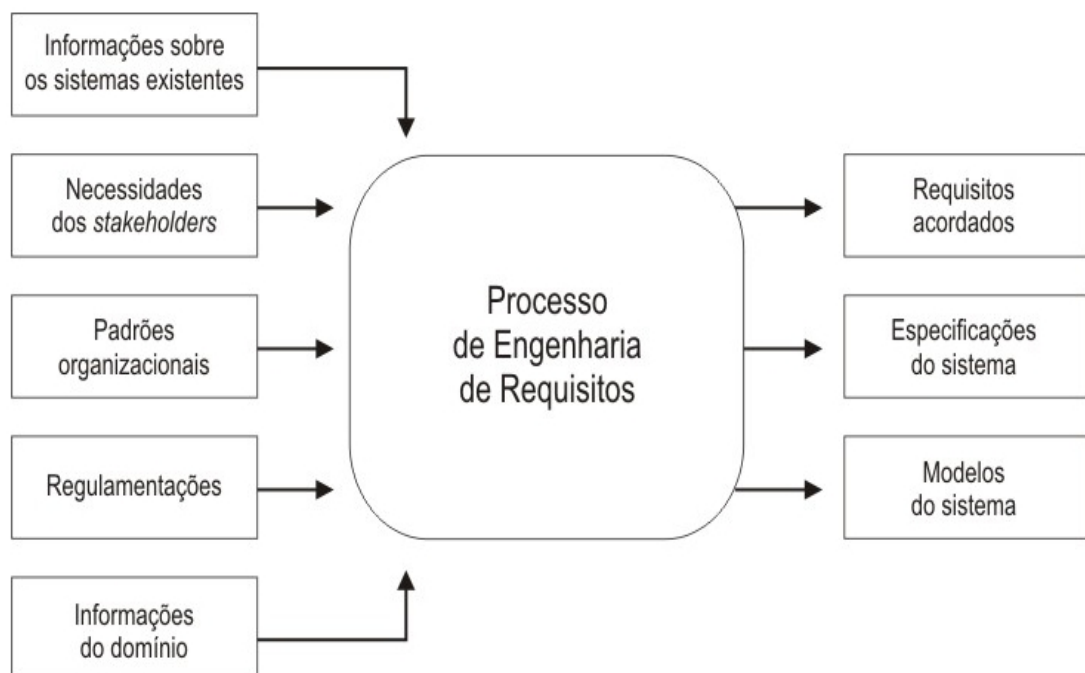 Informações sobre
os sistemas existentes
Necessidades
dos stakeholders
Padrões
organizacionais
Regulamentações
Informações
do domínio
Processo
de Engenharia
de Requisitos
Requisitos
acordados
Especificações
do sistema
Modelos
do sistema